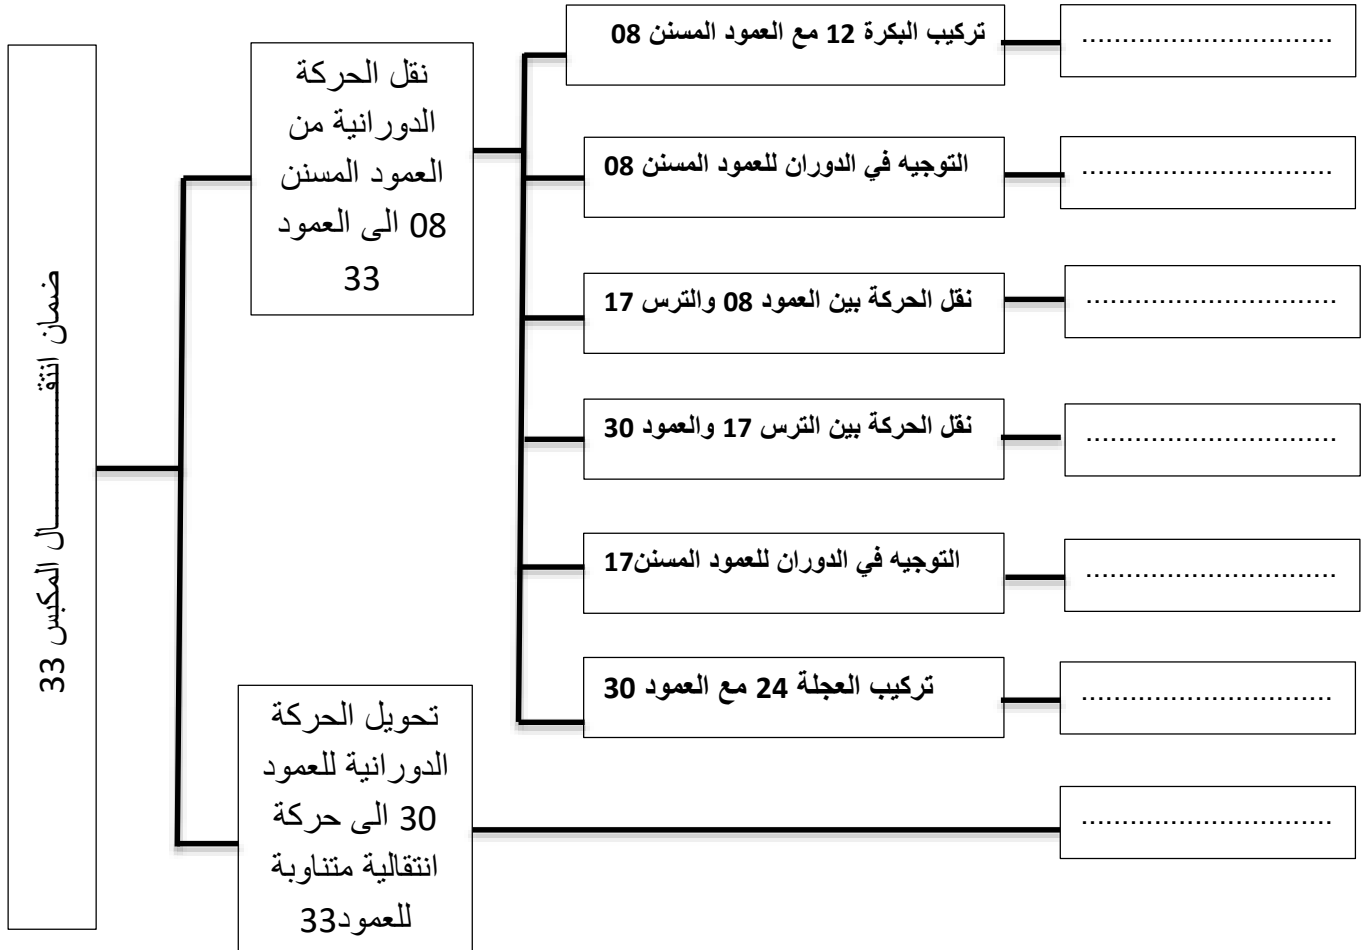 ضمان انتقــــــــــــــال المكبس 33
نقل الحركة
الدورانية من
العمود المسنن
08 الى العمود
33
تركيب البكرة 12 مع العمود المسنن 08
..............................
التوجيه في الدوران للعمود المسنن 08
..............................
نقل الحركة بين العمود 08 والترس 17
..............................
نقل الحركة بين الترس 17 والعمود 30
..............................
التوجيه في الدوران للعمود المسنن17
..............................
تركيب العجلة 24 مع العمود 30
..............................
تحويل الحركة
الدورانية للعمود
30 الى حركة
انتقالية متناوبة
للعمود33
..............................